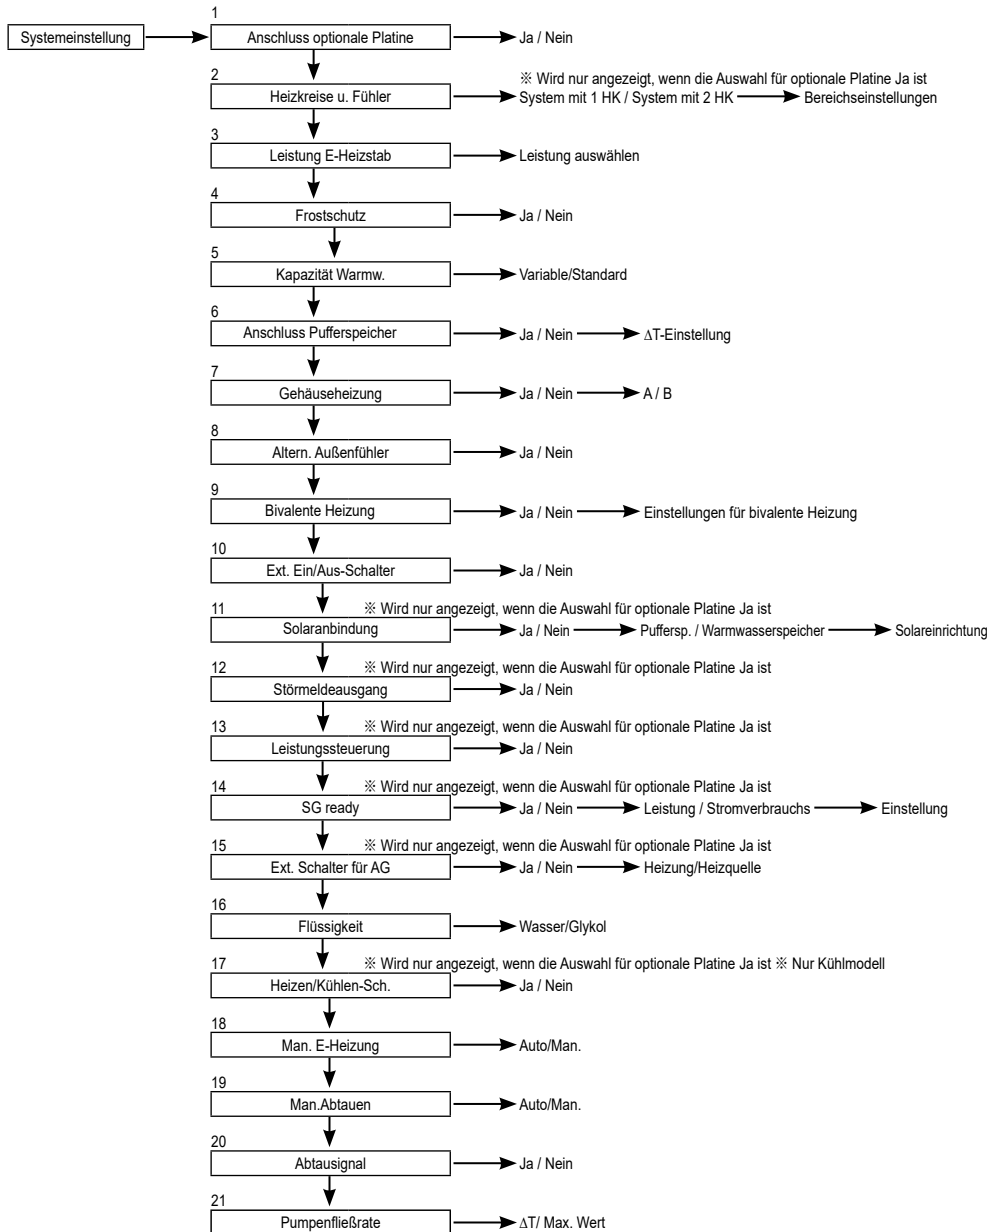 1
Systemeinstellung Anschluss optionale Platine Ja / Nein
2 ※ Wird nur angezeigt, wenn die Auswahl für optionale Platine Ja ist
Heizkreise u. Fühler System mit 1 HK / System mit 2 HK Bereichseinstellungen
3
Leistung E-Heizstab Leistung auswählen
4
Frostschutz Ja / Nein
5
Kapazität Warmw. Variable/Standard
6
Anschluss Pufferspeicher Ja / Nein ΔT-Einstellung
7
Gehäuseheizung Ja / Nein A / B
8
Altern. Außenfühler Ja / Nein
9
Bivalente Heizung Ja / Nein Einstellungen für bivalente Heizung
10
Ext. Ein/Aus-Schalter Ja / Nein
11 ※ Wird nur angezeigt, wenn die Auswahl für optionale Platine Ja ist
Solaranbindung Ja / Nein Puffersp. / Warmwasserspeicher Solareinrichtung
12 ※ Wird nur angezeigt, wenn die Auswahl für optionale Platine Ja ist
Störmeldeausgang Ja / Nein
13 ※ Wird nur angezeigt, wenn die Auswahl für optionale Platine Ja ist
Leistungssteuerung Ja / Nein
14 ※ Wird nur angezeigt, wenn die Auswahl für optionale Platine Ja ist
SG ready Ja / Nein Leistung / Stromverbrauchs Einstellung
15 ※ Wird nur angezeigt, wenn die Auswahl für optionale Platine Ja ist
Ext. Schalter für AG Ja / Nein Heizung/Heizquelle
16
Flüssigkeit Wasser/Glykol
17 ※ Wird nur angezeigt, wenn die Auswahl für optionale Platine Ja ist ※ Nur Kühlmodell
Heizen/Kühlen-Sch. Ja / Nein
18
Man. E-Heizung Auto/Man.
19
Man.Abtauen Auto/Man.
20
Abtausignal Ja / Nein
21
Pumpenfließrate ΔT/ Max. Wert